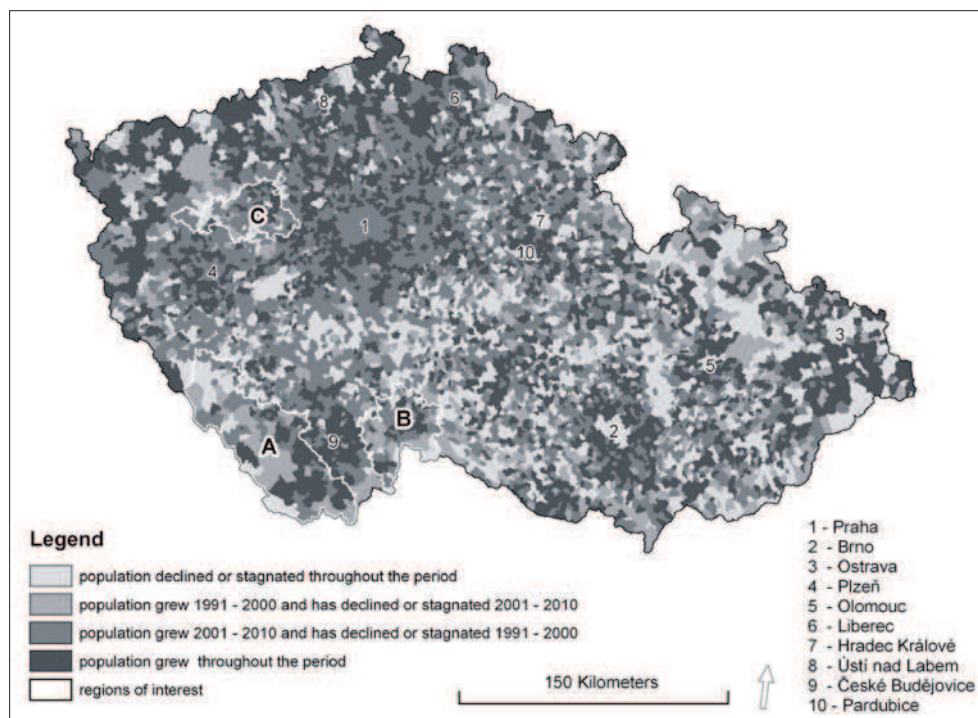 8
6
C
1
7
10
4
3
5
B
A
9
2
Legend
population declined or stagnated throughout the period
population grew 1991 - 2000 and has declined or stagnated 2001 - 2010
population grew 2001 - 2010 and has declined or stagnated 1991 - 2000
population grew throughout the period
regions of interest
150 Kilometers
1 - Praha
2 - Brno
3 - Ostrava
4 - Plzeň
5 - Olomouc
6 - Liberec
7 - Hradec Králové
8 - Ústí nad Labem
9 - České Budějovice
10 - Pardubice